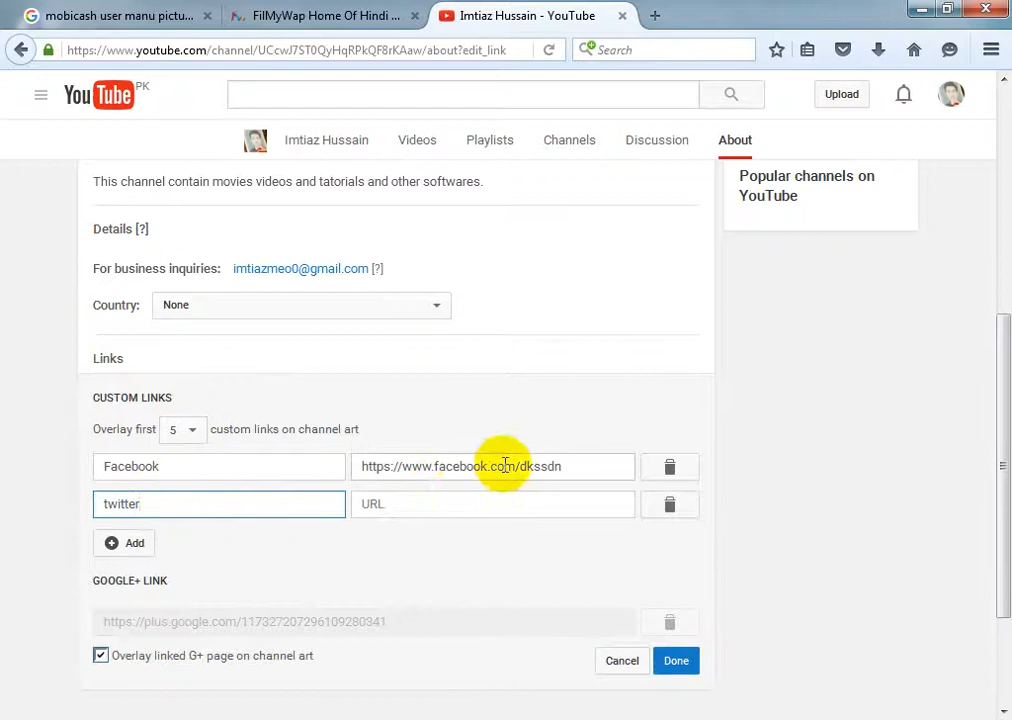 mobicash user manu pictu...
FilMyWap Home Of Hindi ...
Imtiaz Hussain - YouTube
https://www.youtube.com/channel/UCcwJ7ST0QyHqRPkQF8rKAaw/about?edit_link
Search
YouTube PK
Upload
Imtiaz Hussain
Videos
Playlists
Channels
Discussion
About
This channel contain movies videos and tatorials and other softwares.
Popular channels on
YouTube
Details [?]
For business inquiries: imtiazmeo0@gmail.com [?]
Country: None
Links
CUSTOM LINKS
Overlay first 5 custom links on channel art
Facebook https://www.facebook.com/dkssdn
twitter URL
Add
GOOGLE+ LINK
https://plus.google.com/117327207296109280341
Overlay linked G+ page on channel art
Cancel Done